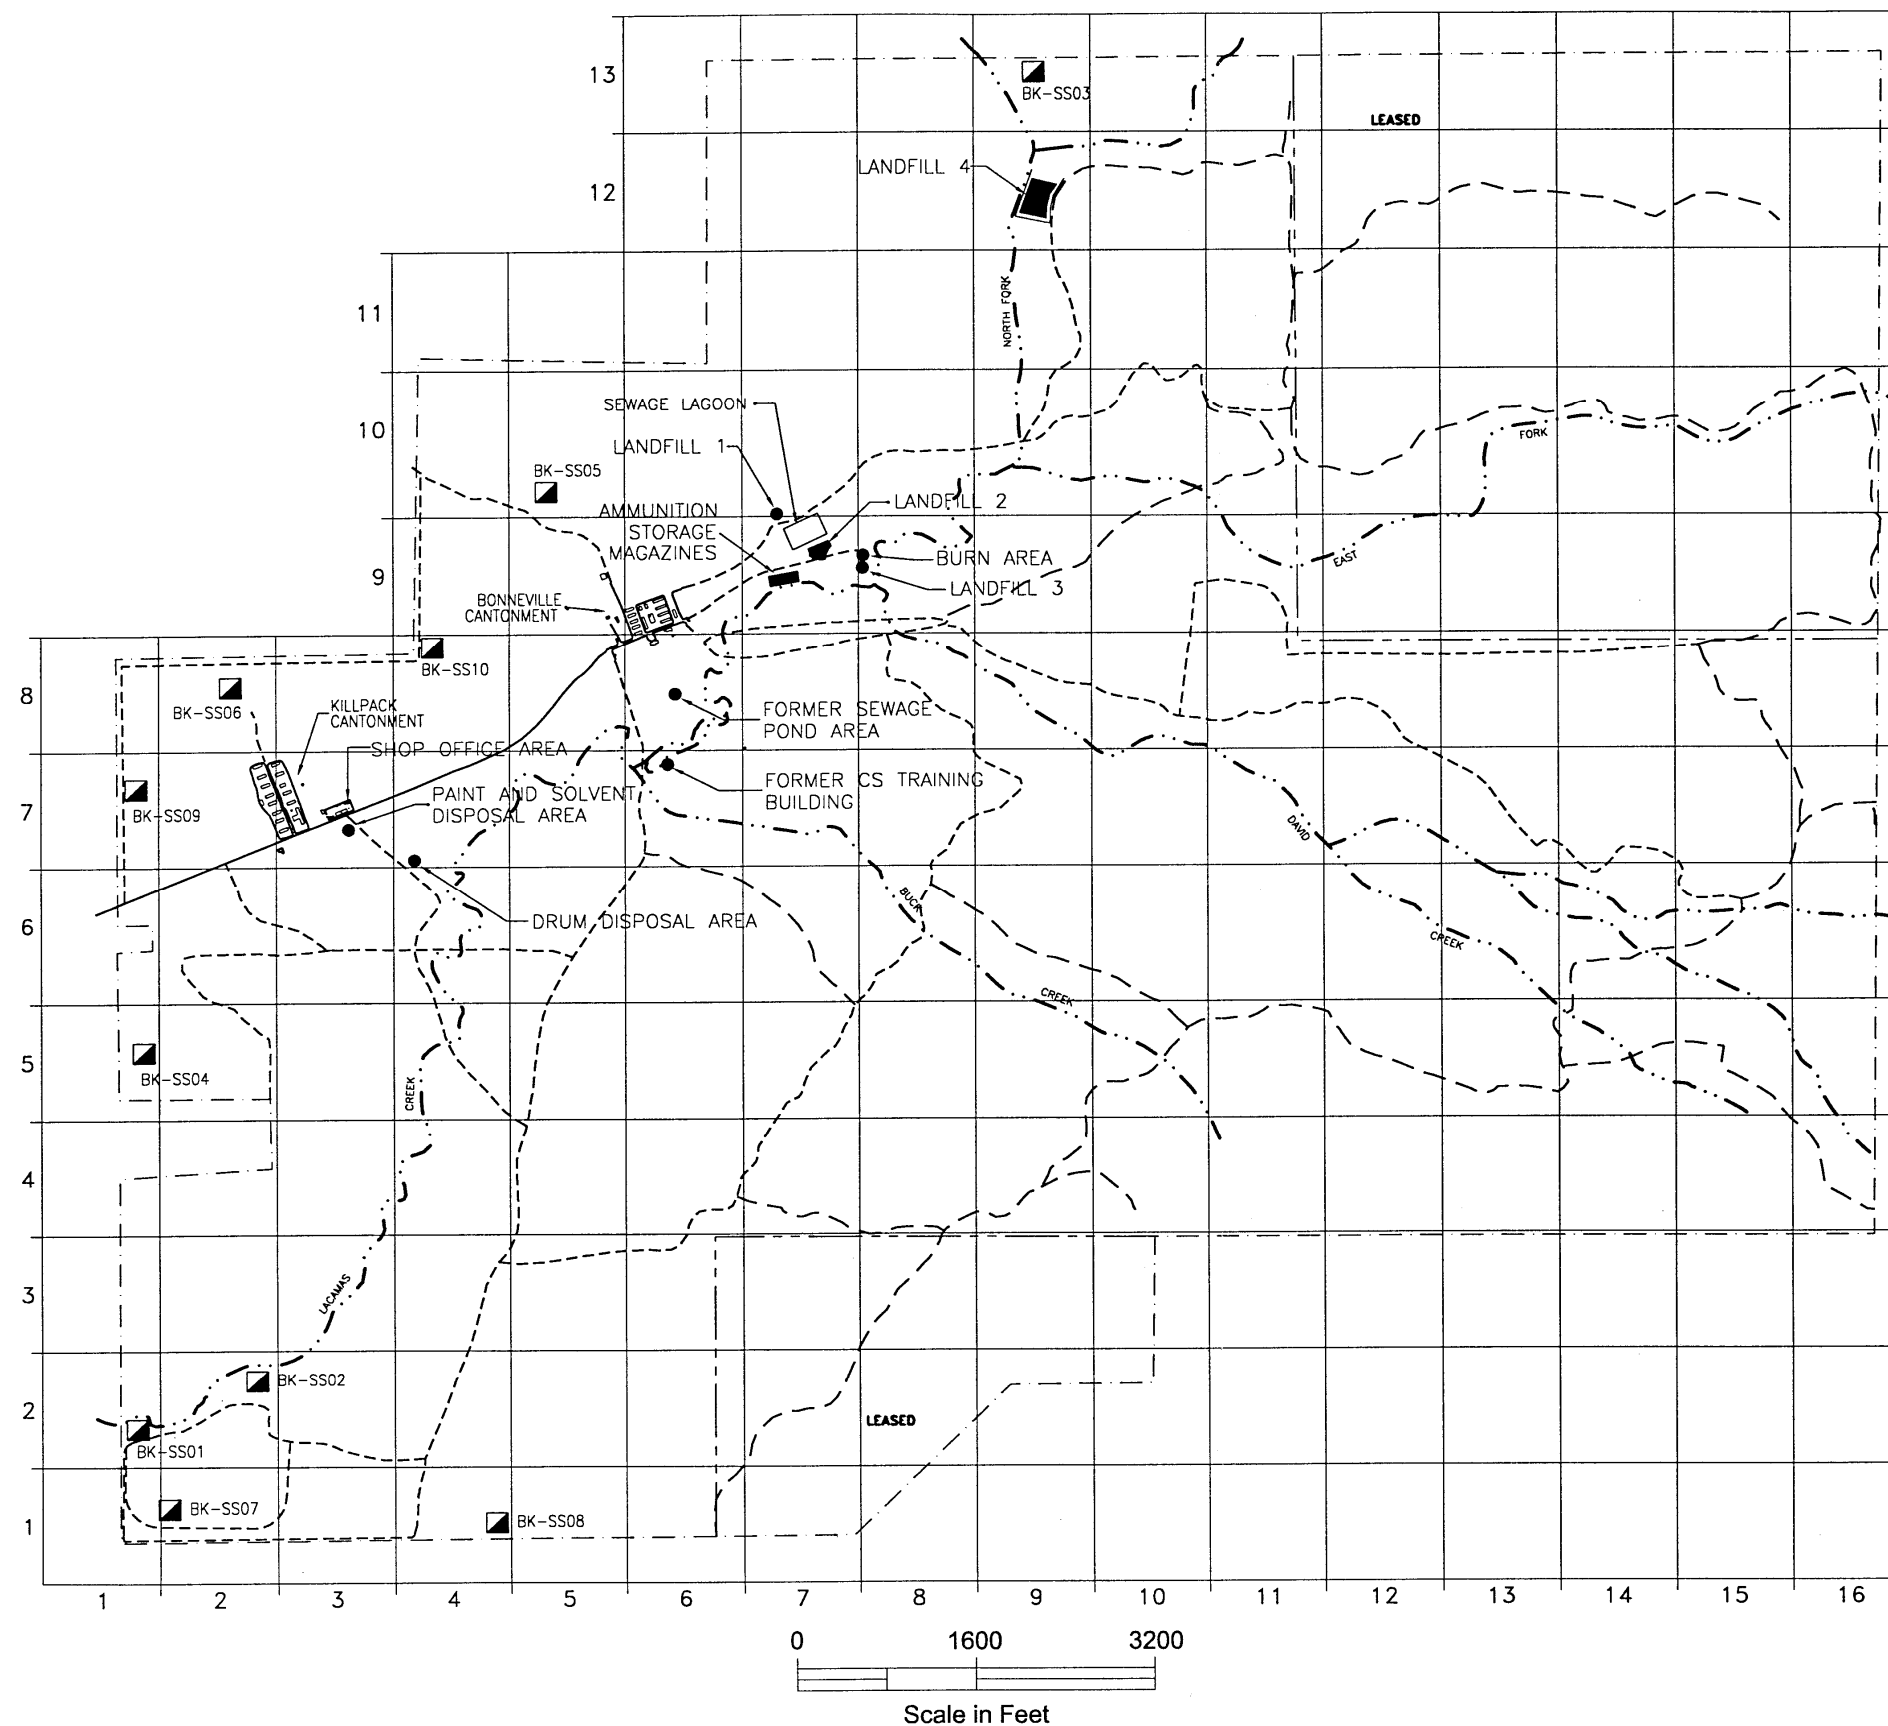 13
BK-SS03
LEASED
LANDFILL 4
12
NORTH FORK
11
SEWAGE LAGOON
10
LANDFILL 1
FORK
BK-SS05
LANDFILL 2
AMMUNITION
STORAGE
MAGAZINES
BURN AREA
EAST
9
LANDFILL 3
BONNEVILLE
CANTONMENT
BK-SS10
8
BK-SS06
KILLPACK
CANTONMENT
FORMER SEWAGE
POND AREA
SHOP OFFICE AREA
FORMER CS TRAINING
BUILDING
PAINT AND SOLVENT
DISPOSAL AREA
7
BK-SS09
DAVID
BUCK
6
DRUM DISPOSAL AREA
CREEK
CREEK
5
BK-SS04
CREEK
4
3
LACAMAS
BK-SS02
2
LEASED
BK-SS01
BK-SS07
BK-SS08
1
1 2 3 4 5 6 7 8 9 10 11 12 13 14 15 16
0 1600 3200
Scale in Feet